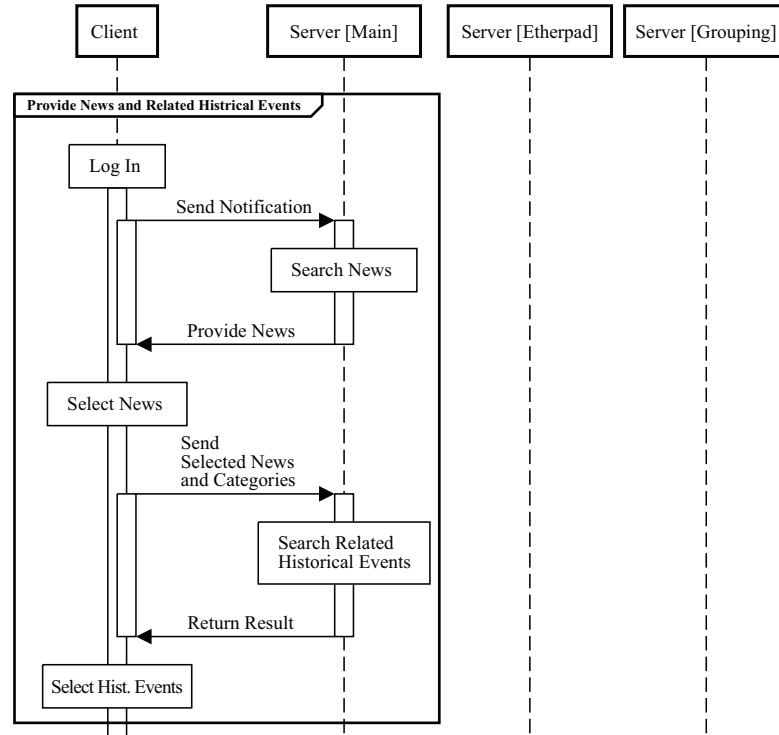 Client
Server [Main]
Server [Etherpad]
Server [Grouping]
Provide News and Related Histrical Events
Log In
Send Notification
Search News
Provide News
Select News
Send
Selected News
and Categories
Search Related
Historical Events
Return Result
Select Hist. Events